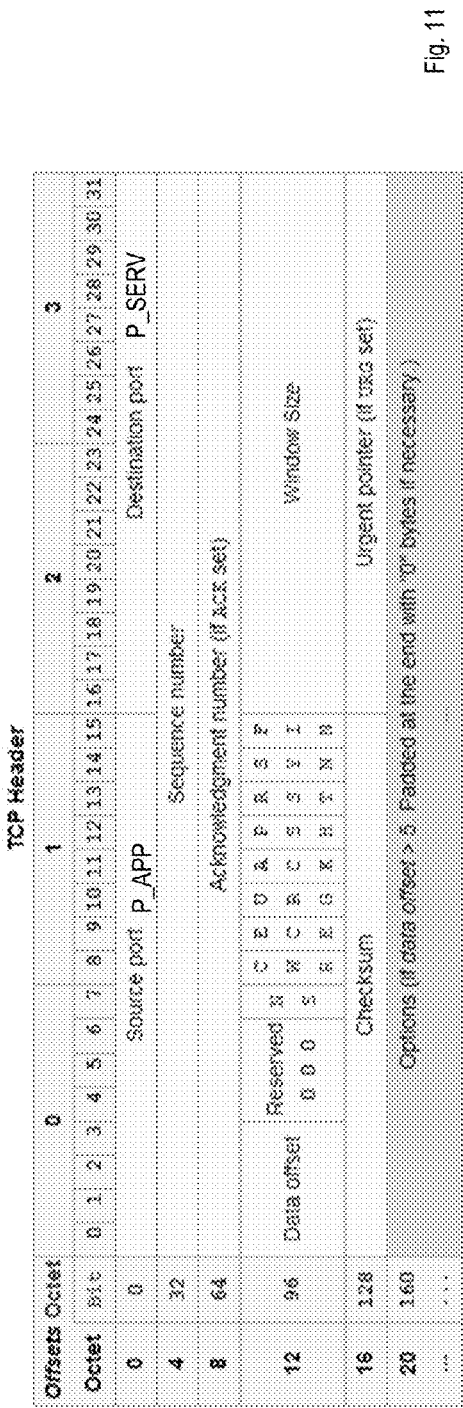 TCP Header
Offsets Octet 0 1 2 3
Octet Bit 0 1 2 3 4 5 6 7 8 9 10 11 12 13 14 15 16 17 18 19 20 21 22 23 24 25 26 27 28 29 30 31
0 0 Source port P_APP Destination port P_SERV
4 32 Sequence number
8 64 Acknowledgment number (if ACK set)
12 96 Data offset Reserved 0 0 0 N S C W R E C E U R G A C K P S H R S T S Y N F I N Window Size
16 128 Checksum Urgent pointer (if URG set)
20 160 Options (if data offset > 5. Padded at the end with "0" bytes if necessary.)
... ...
Fig. 11